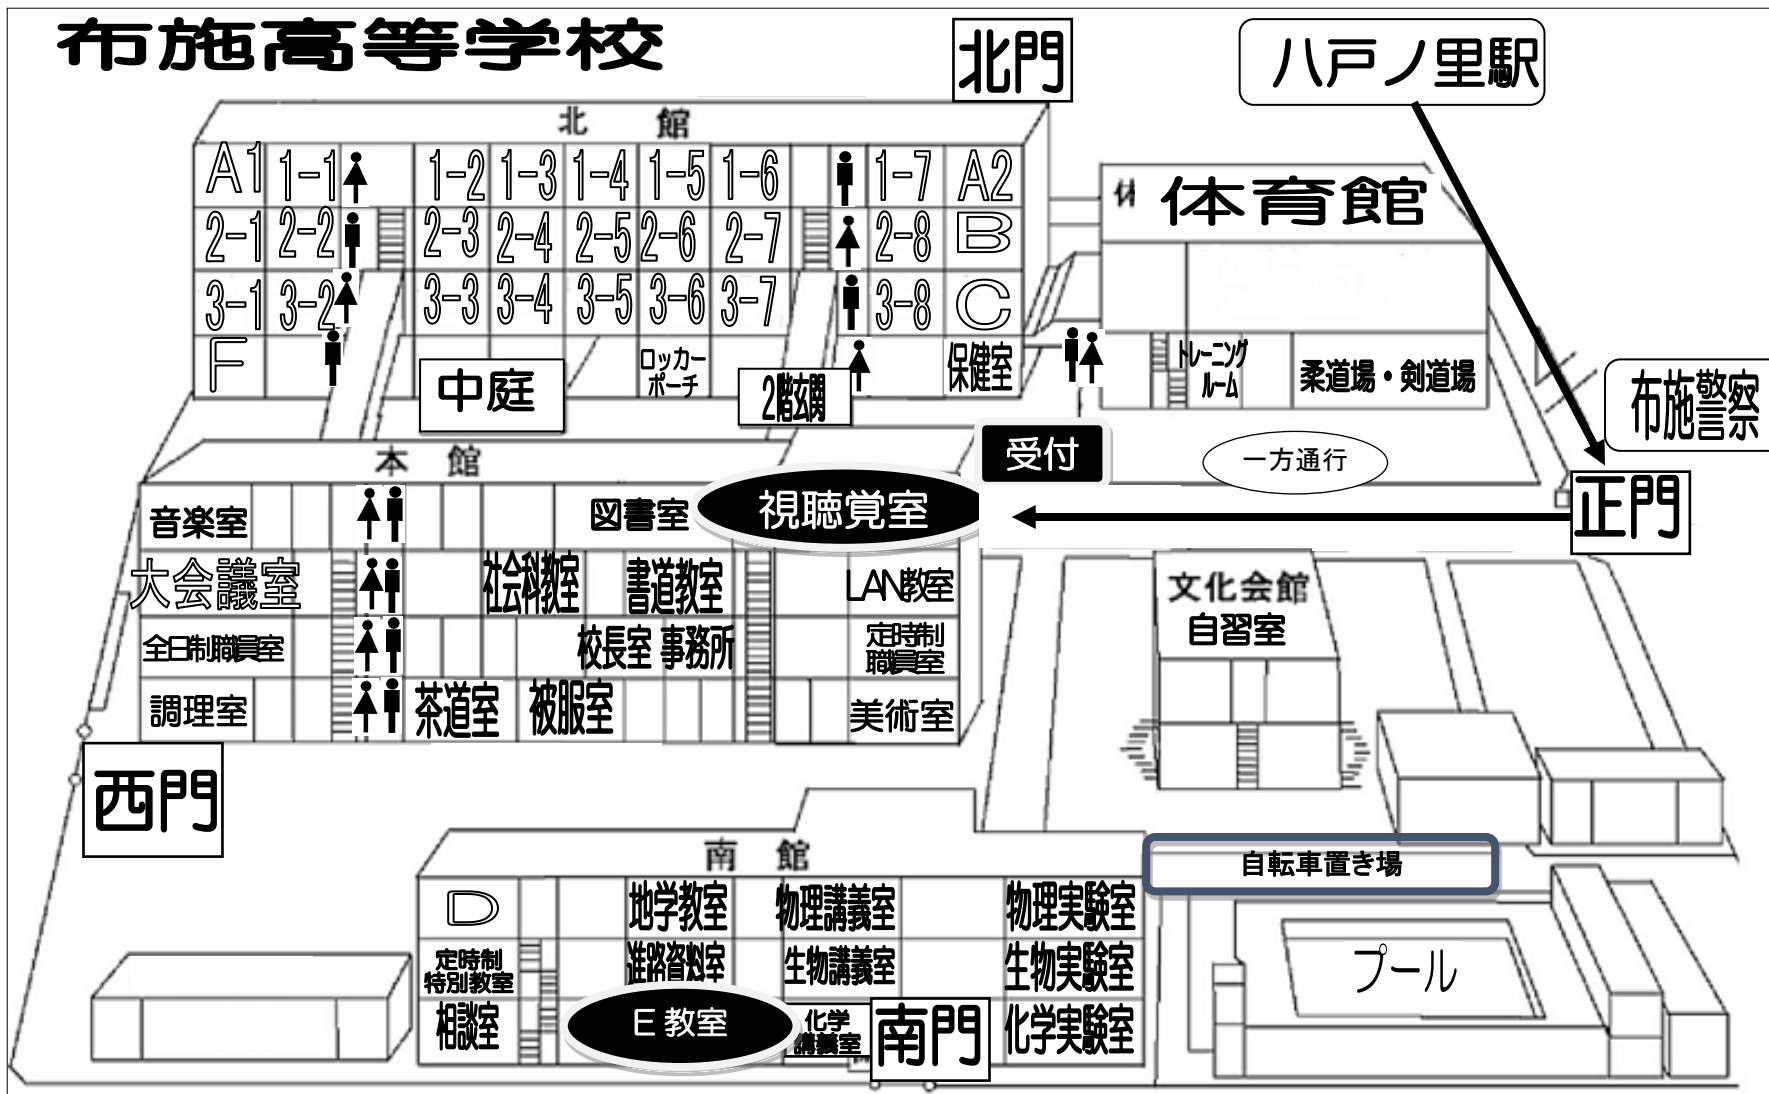 布施高等学校
北門
八戸ノ里駅
北 館
A1 1-1 1-2 1-3 1-4 1-5 1-6 1-7 A2
2-1 2-2 2-3 2-4 2-5 2-6 2-7 2-8 B
3-1 3-2 3-3 3-4 3-5 3-6 3-7 3-8 C
F
中庭
ロッカー
ポーチ
2階玄関
保健室
体育館
トレーニング
ルーム
柔道場・剣道場
布施警察
受付
一方通行
正門
本 館
音楽室 図書室 視聴覚室
大会議室 社会科教室 書道教室 LAN教室
全日制職員室 校長室 事務所
定時制
職員室
調理室 茶道室 被服室 美術室
文化会館
自習室
西門
南 館
自転車置き場
D 地学教室 物理講義室 物理実験室
定時制
特別教室
進路資料室 生物講義室 生物実験室
相談室 E教室
化学
講義室
南門
化学実験室
プール